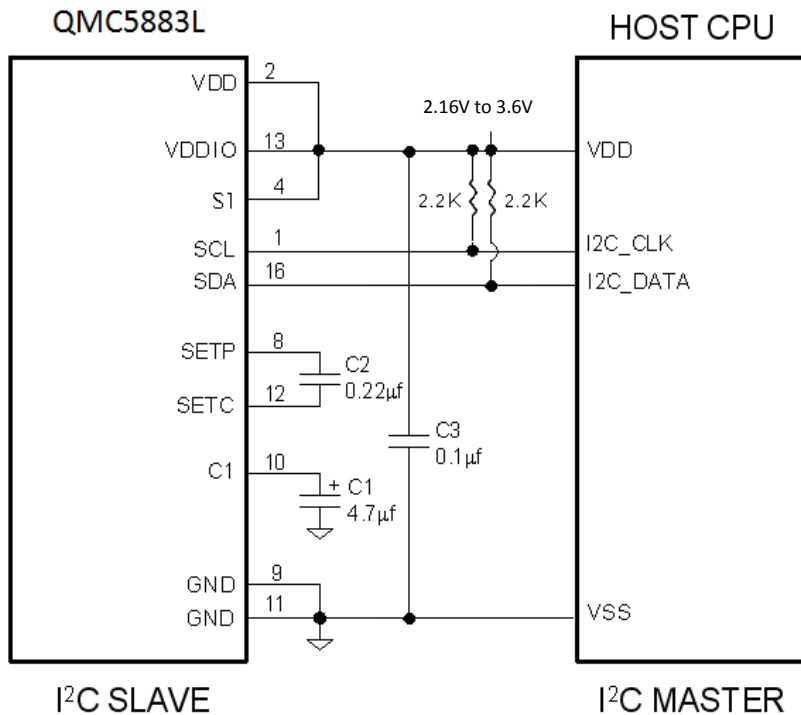 QMC5883L
HOST CPU
VDD
2
2.16V to 3.6V
VDDIO
13
VDD
S1
4
2.2K
2.2K
SCL
1
I2C_CLK
SDA
16
I2C_DATA
SETP
8
C2
0.22µf
SETC
12
C3
0.1µf
C1
10
+ C1
4.7µf
GND
9
GND
11
VSS
I²C SLAVE
I²C MASTER